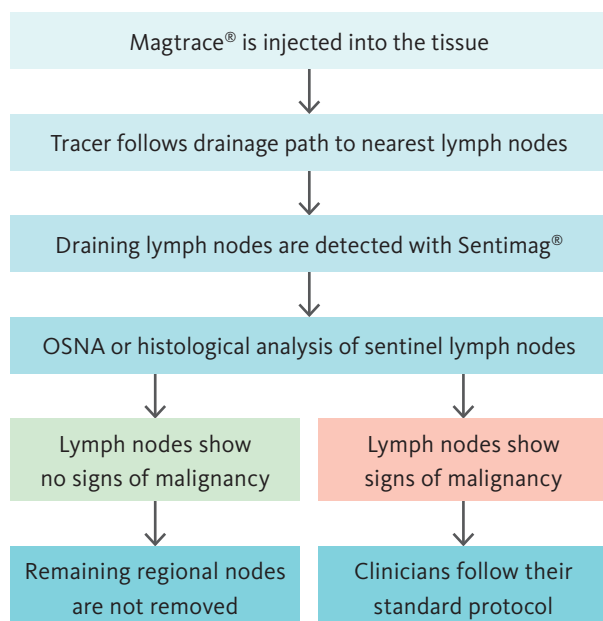 Magtrace® is injected into the tissue
Tracer follows drainage path to nearest lymph nodes
Draining lymph nodes are detected with Sentimag®
OSNA or histological analysis of sentinel lymph nodes
Lymph nodes show
no signs of malignancy
Lymph nodes show
signs of malignancy
Remaining regional nodes
are not removed
Clinicians follow their
standard protocol